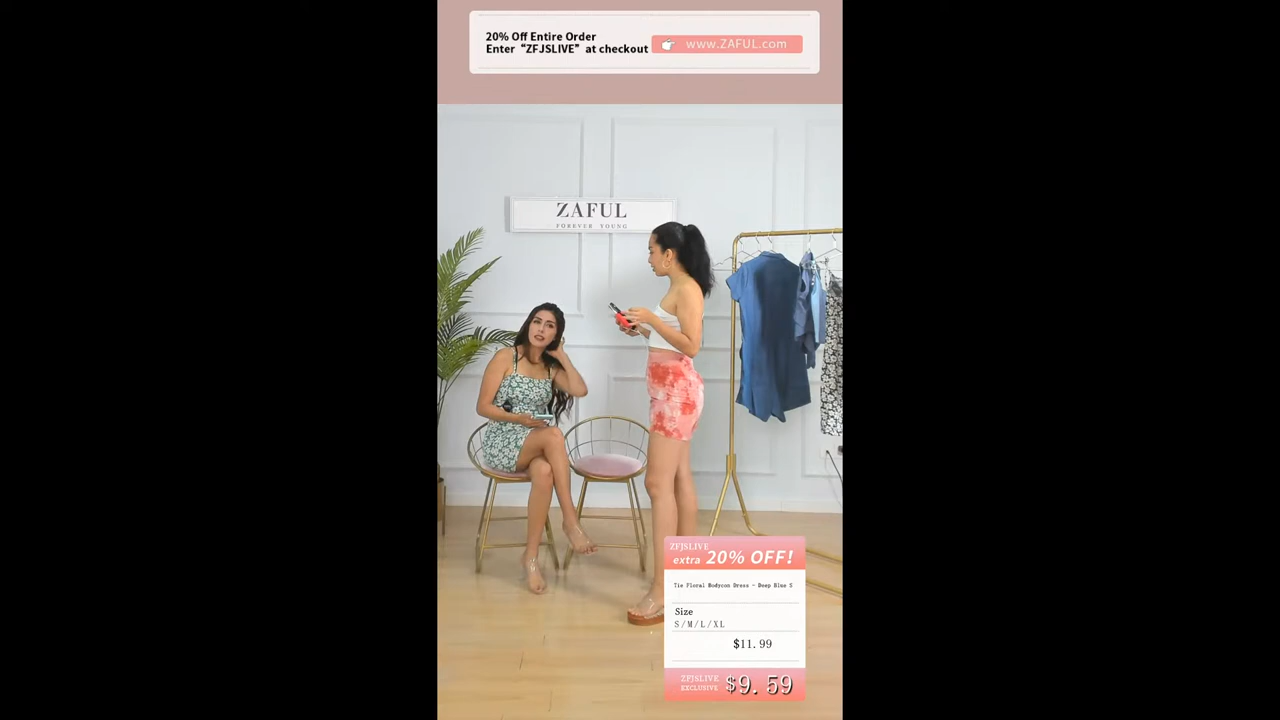 20% Off Entire Order
Enter “ZFJSLIVE” at checkout
www.ZAFUL.com
ZAFUL
FOREVER YOUNG
ZFJSLIVE
extra 20% OFF!
Tie Floral Bodycon Dress - Deep Blue S
Size
S/M/L/XL
$11.99
ZFJSLIVE
EXCLUSIVE
$9.59